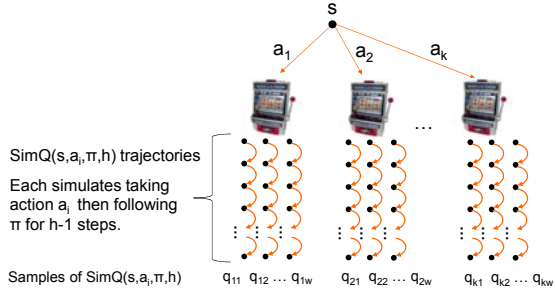 s
a1 a2 ak
...
SimQ(s,ai,π,h) trajectories
Each simulates taking
action ai then following
π for h-1 steps.
Samples of SimQ(s,ai,π,h) q11 q12 ... q1w q21 q22 ... q2w qk1 qk2 ... qkw